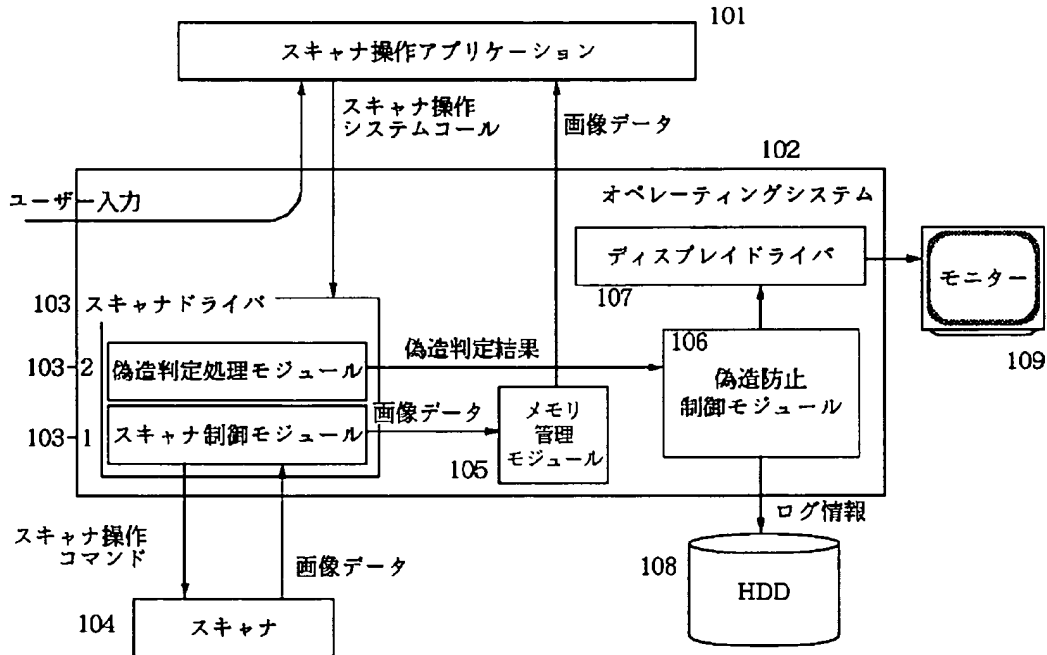 101
スキャナ操作アプリケーション
スキャナ操作
システムコール
画像データ
102
ユーザー入力
オペレーティングシステム
ディスプレイドライバ
107
モニター
109
103 スキャナドライバ
103-2
偽造判定処理モジュール
偽造判定結果
106
偽造防止
制御モジュール
103-1
スキャナ制御モジュール
画像データ
メモリ
管理
モジュール
105
スキャナ操作
コマンド
画像データ
ログ情報
108
HDD
104
スキャナ